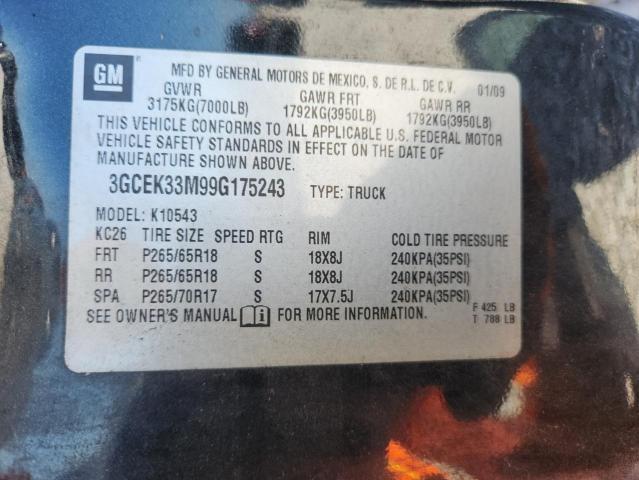 GM
MFD BY GENERAL MOTORS DE MEXICO, S. DE R.L. DE C.V. 01/09
GVWR GAWR FRT GAWR RR
3175KG(7000LB) 1792KG(3950LB) 1792KG(3950LB)
THIS VEHICLE CONFORMS TO ALL APPLICABLE U.S. FEDERAL MOTOR
VEHICLE SAFETY STANDARDS IN EFFECT ON THE DATE OF
MANUFACTURE SHOWN ABOVE.
3GCEK33M99G175243 TYPE: TRUCK
MODEL: K10543
KC26 TIRE SIZE SPEED RTG RIM COLD TIRE PRESSURE
FRT P265/65R18 S 18X8J 240KPA(35PSI)
RR P265/65R18 S 18X8J 240KPA(35PSI)
SPA P265/70R17 S 17X7.5J 240KPA(35PSI)
SEE OWNER'S MANUAL FOR MORE INFORMATION.
F 425 LB
T 788 LB